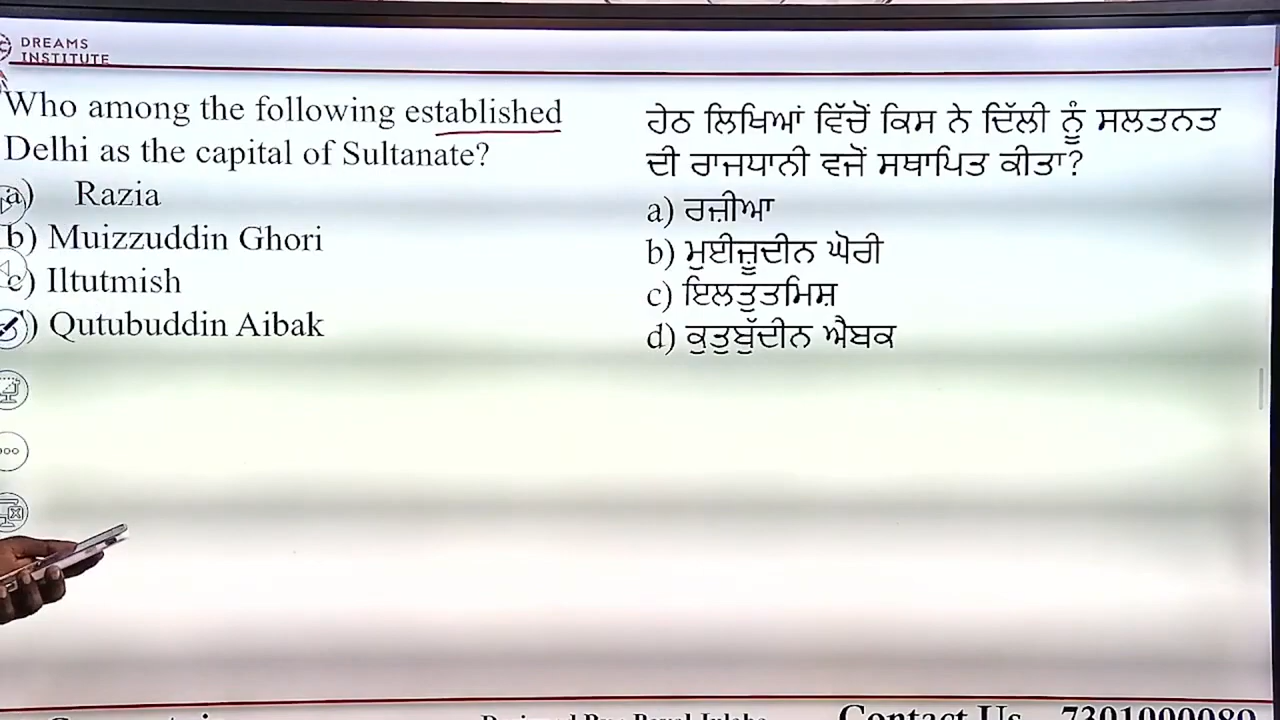 DREAMS
INSTITUTE
Who among the following established
Delhi as the capital of Sultanate?
a) Razia
b) Muizzuddin Ghori
c) Iltutmish
) Qutubuddin Aibak
ਹੇਠ ਲਿਖਿਆਂ ਵਿੱਚੋਂ ਕਿਸ ਨੇ ਦਿੱਲੀ ਨੂੰ ਸਲਤਨਤ
ਦੀ ਰਾਜਧਾਨੀ ਵਜੋਂ ਸਥਾਪਿਤ ਕੀਤਾ?
a) ਰਜ਼ੀਆ
b) ਮੁਈਜ਼ੂਦੀਨ ਘੋਰੀ
c) ਇਲਤੁਤਮਿਸ਼
d) ਕੁਤੁਬੁੱਦੀਨ ਐਬਕ
Contact Us 7301000089